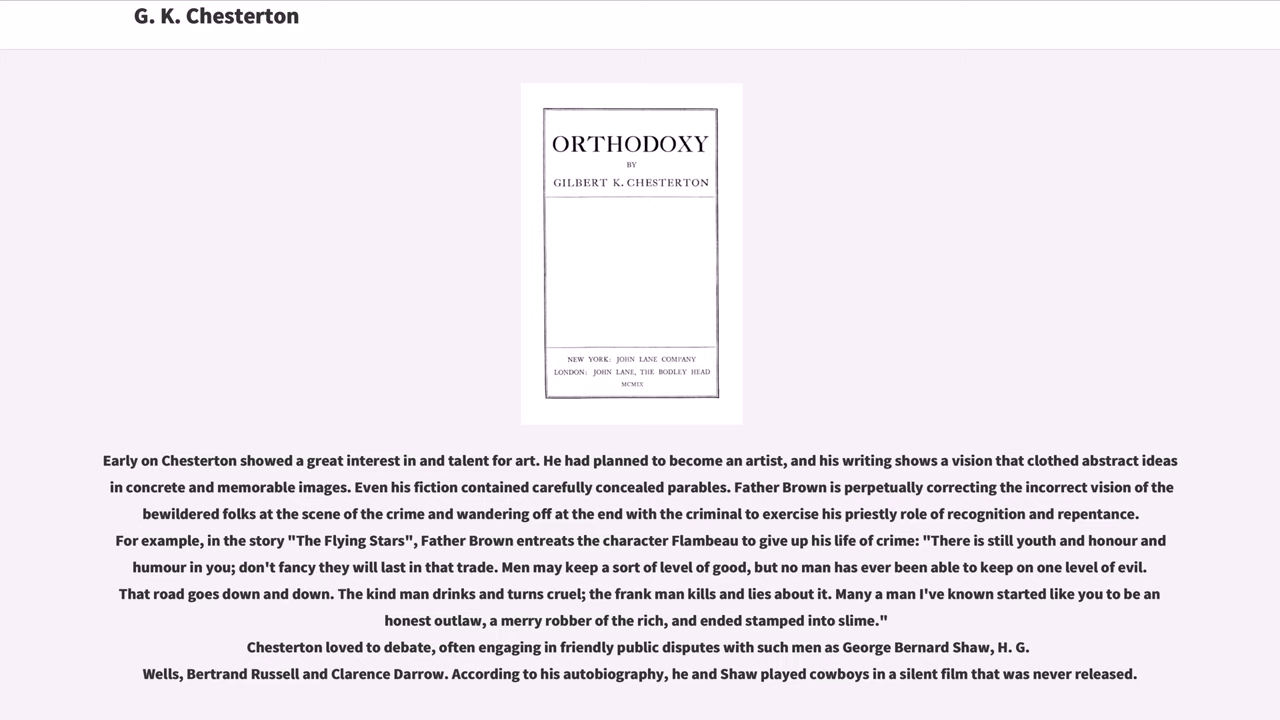 G. K. Chesterton
ORTHODOXY
BY
GILBERT K. CHESTERTON
NEW YORK: JOHN LANE COMPANY
LONDON: JOHN LANE, THE BODLEY HEAD
MCMIX
Early on Chesterton showed a great interest in and talent for art. He had planned to become an artist, and his writing shows a vision that clothed abstract ideas
in concrete and memorable images. Even his fiction contained carefully concealed parables. Father Brown is perpetually correcting the incorrect vision of the
bewildered folks at the scene of the crime and wandering off at the end with the criminal to exercise his priestly role of recognition and repentance.
For example, in the story "The Flying Stars", Father Brown entreats the character Flambeau to give up his life of crime: "There is still youth and honour and
humour in you; don't fancy they will last in that trade. Men may keep a sort of level of good, but no man has ever been able to keep on one level of evil.
That road goes down and down. The kind man drinks and turns cruel; the frank man kills and lies about it. Many a man I've known started like you to be an
honest outlaw, a merry robber of the rich, and ended stamped into slime."
Chesterton loved to debate, often engaging in friendly public disputes with such men as George Bernard Shaw, H. G.
Wells, Bertrand Russell and Clarence Darrow. According to his autobiography, he and Shaw played cowboys in a silent film that was never released.